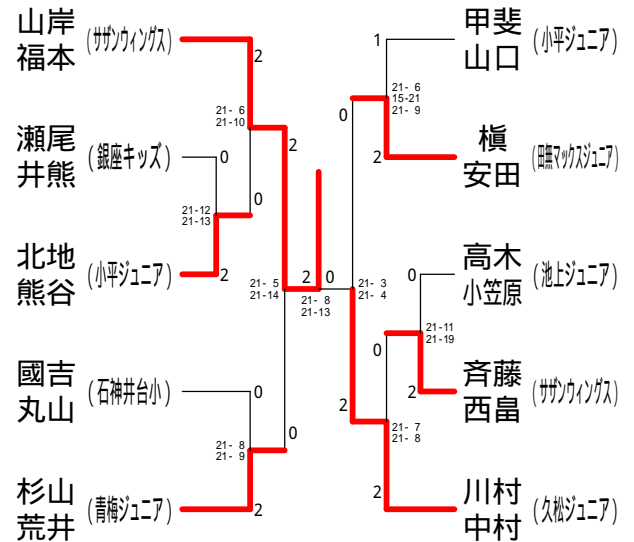 山岸
福本
(サザンウィングス)
2
21- 6
21-10
瀬尾
井熊
(銀座キッズ)
0
0
21-12
21-13
北地
熊谷
(小平ジュニア)
2
2
21- 5
21-14
國吉
丸山
(石神井台小)
0
0
21- 8
21- 9
杉山
荒井
(青梅ジュニア)
2
2
0
21- 8
21-13
甲斐
山口
(小平ジュニア)
1
21- 6
15-21
21- 9
0
槇
安田
(田無マックスジュニア)
2
21- 3
21- 4
高木
小笠原
(池上ジュニア)
0
21-11
21-19
0
斉藤
西畠
(サザンウィングス)
2
2
21- 7
21- 8
川村
中村
(久松ジュニア)
2